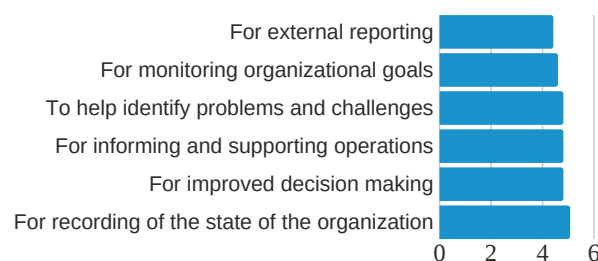 For external reporting
For monitoring organizational goals
To help identify problems and challenges
For informing and supporting operations
For improved decision making
For recording of the state of the organization
0 2 4 6